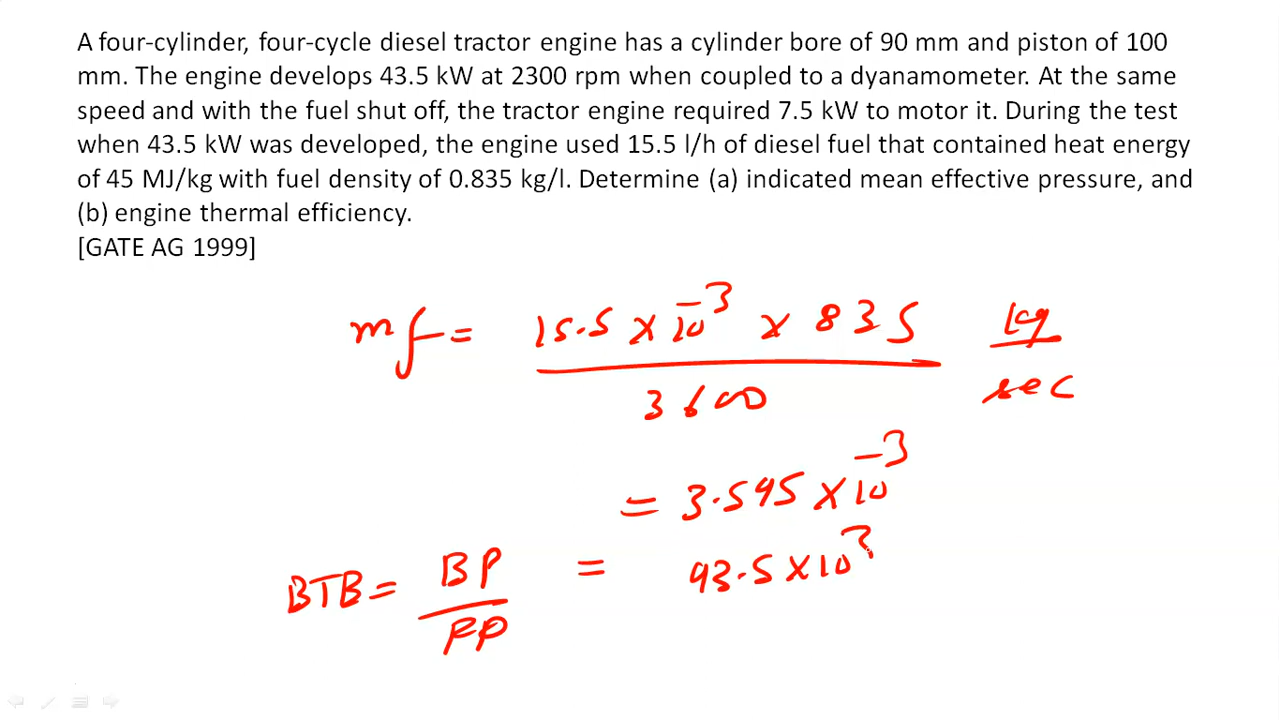 A four-cylinder, four-cycle diesel tractor engine has a cylinder bore of 90 mm and piston of 100
mm. The engine develops 43.5 kW at 2300 rpm when coupled to a dyanamometer. At the same
speed and with the fuel shut off, the tractor engine required 7.5 kW to motor it. During the test
when 43.5 kW was developed, the engine used 15.5 l/h of diesel fuel that contained heat energy
of 45 MJ/kg with fuel density of 0.835 kg/l. Determine (a) indicated mean effective pressure, and
(b) engine thermal efficiency.
[GATE AG 1999]
mf = 15.5 x 10^-3 x 835 kg
3600 sec
= 3.595 x 10^-3
BTB = BP = 43.5 x 10^3
FP